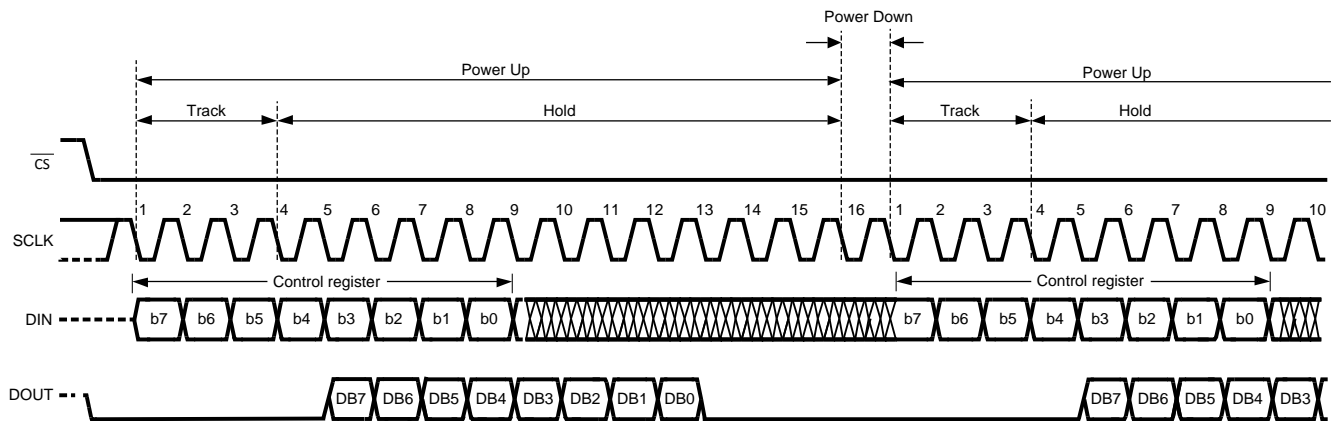 Power Down
Power Up
Power Up
Track
Hold
Track
Hold
CS
1 2 3 4 5 6 7 8 9 10 11 12 13 14 15 16 1 2 3 4 5 6 7 8 9 10
SCLK
Control register
Control register
DIN
b7 b6 b5 b4 b3 b2 b1 b0 b7 b6 b5 b4 b3 b2 b1 b0
DOUT
DB7 DB6 DB5 DB4 DB3 DB2 DB1 DB0 DB7 DB6 DB5 DB4 DB3